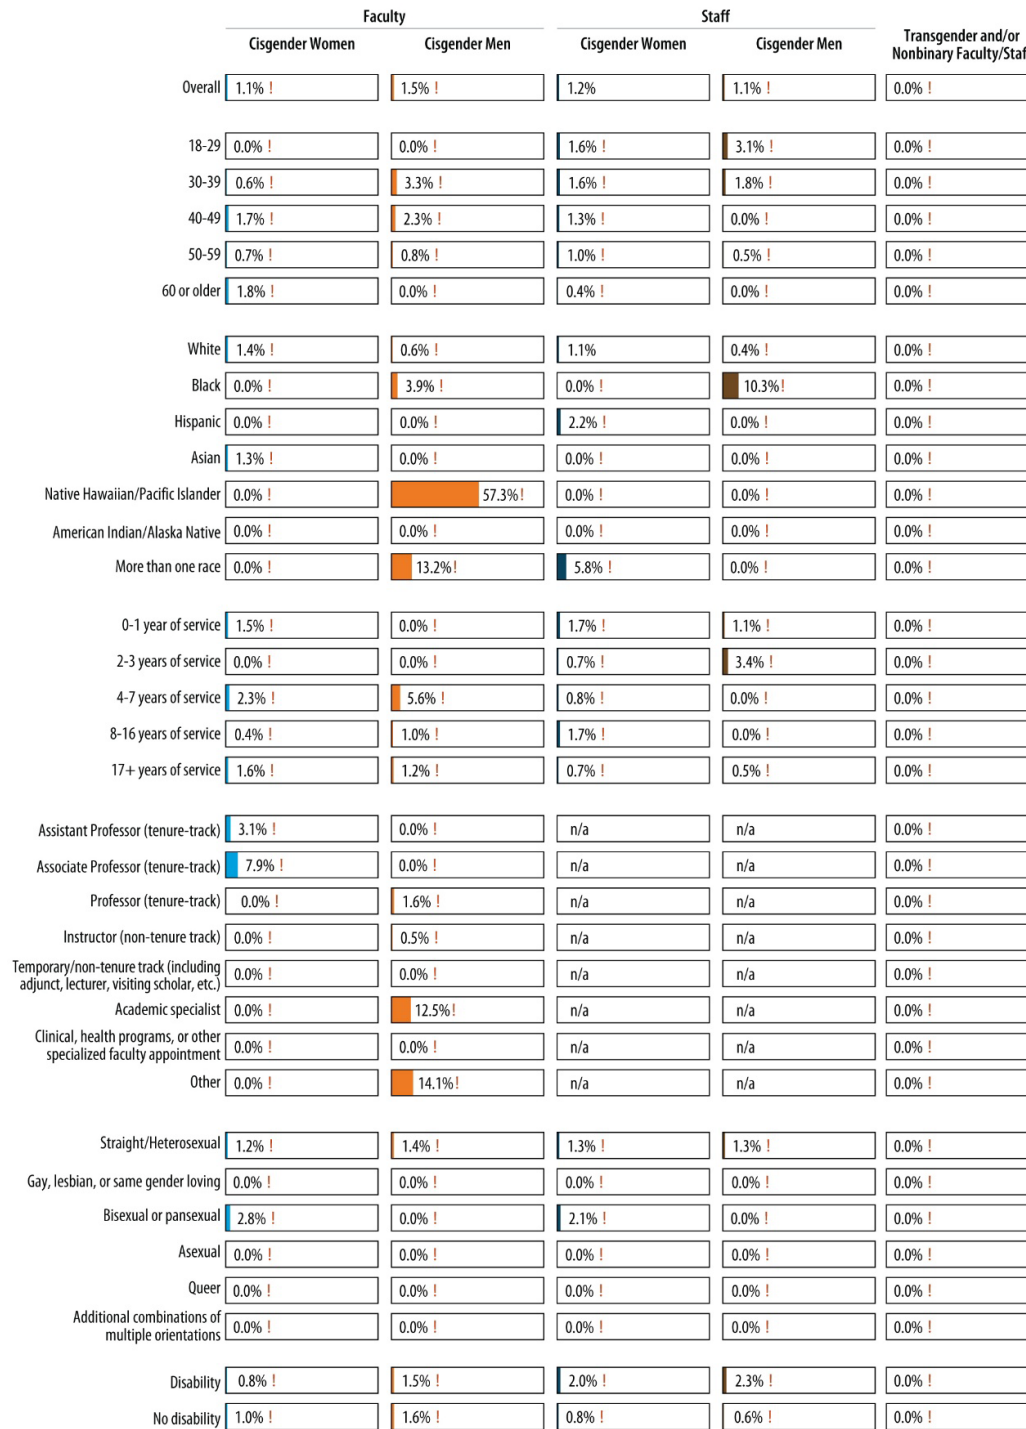 Faculty Staff
Cisgender Women Cisgender Men Cisgender Women Cisgender Men Transgender and/or
Nonbinary Faculty/Staf
Overall 1.1% ! 1.5% ! 1.2% 1.1% ! 0.0% !
18-29 0.0% ! 0.0% ! 1.6% ! 3.1% ! 0.0% !
30-39 0.6% ! 3.3% ! 1.6% ! 1.8% ! 0.0% !
40-49 1.7% ! 2.3% ! 1.3% ! 0.0% ! 0.0% !
50-59 0.7% ! 0.8% ! 1.0% ! 0.5% ! 0.0% !
60 or older 1.8% ! 0.0% ! 0.4% ! 0.0% ! 0.0% !
White 1.4% ! 0.6% ! 1.1% 0.4% ! 0.0% !
Black 0.0% ! 3.9% ! 0.0% ! 10.3%! 0.0% !
Hispanic 0.0% ! 0.0% ! 2.2% ! 0.0% ! 0.0% !
Asian 1.3% ! 0.0% ! 0.0% ! 0.0% ! 0.0% !
Native Hawaiian/Pacific Islander 0.0% ! 57.3%! 0.0% ! 0.0% ! 0.0% !
American Indian/Alaska Native 0.0% ! 0.0% ! 0.0% ! 0.0% ! 0.0% !
More than one race 0.0% ! 13.2%! 5.8% ! 0.0% ! 0.0% !
0-1 year of service 1.5% ! 0.0% ! 1.7% ! 1.1% ! 0.0% !
2-3 years of service 0.0% ! 0.0% ! 0.7% ! 3.4% ! 0.0% !
4-7 years of service 2.3% ! 5.6% ! 0.8% ! 0.0% ! 0.0% !
8-16 years of service 0.4% ! 1.0% ! 1.7% ! 0.0% ! 0.0% !
17+ years of service 1.6% ! 1.2% ! 0.7% ! 0.5% ! 0.0% !
Assistant Professor (tenure-track) 3.1% ! 0.0% ! n/a n/a 0.0% !
Associate Professor (tenure-track) 7.9% ! 0.0% ! n/a n/a 0.0% !
Professor (tenure-track) 0.0% ! 1.6% ! n/a n/a 0.0% !
Instructor (non-tenure track) 0.0% ! 0.5% ! n/a n/a 0.0% !
Temporary/non-tenure track (including
adjunct, lecturer, visiting scholar, etc.) 0.0% ! 0.0% ! n/a n/a 0.0% !
Academic specialist 0.0% ! 12.5%! n/a n/a 0.0% !
Clinical, health programs, or other
specialized faculty appointment 0.0% ! 0.0% ! n/a n/a 0.0% !
Other 0.0% ! 14.1%! n/a n/a 0.0% !
Straight/Heterosexual 1.2% ! 1.4% ! 1.3% ! 1.3% ! 0.0% !
Gay, lesbian, or same gender loving 0.0% ! 0.0% ! 0.0% ! 0.0% ! 0.0% !
Bisexual or pansexual 2.8% ! 0.0% ! 2.1% ! 0.0% ! 0.0% !
Asexual 0.0% ! 0.0% ! 0.0% ! 0.0% ! 0.0% !
Queer 0.0% ! 0.0% ! 0.0% ! 0.0% ! 0.0% !
Additional combinations of
multiple orientations 0.0% ! 0.0% ! 0.0% ! 0.0% ! 0.0% !
Disability 0.8% ! 1.5% ! 2.0% ! 2.3% ! 0.0% !
No disability 1.0% ! 1.6% ! 0.8% ! 0.6% ! 0.0% !